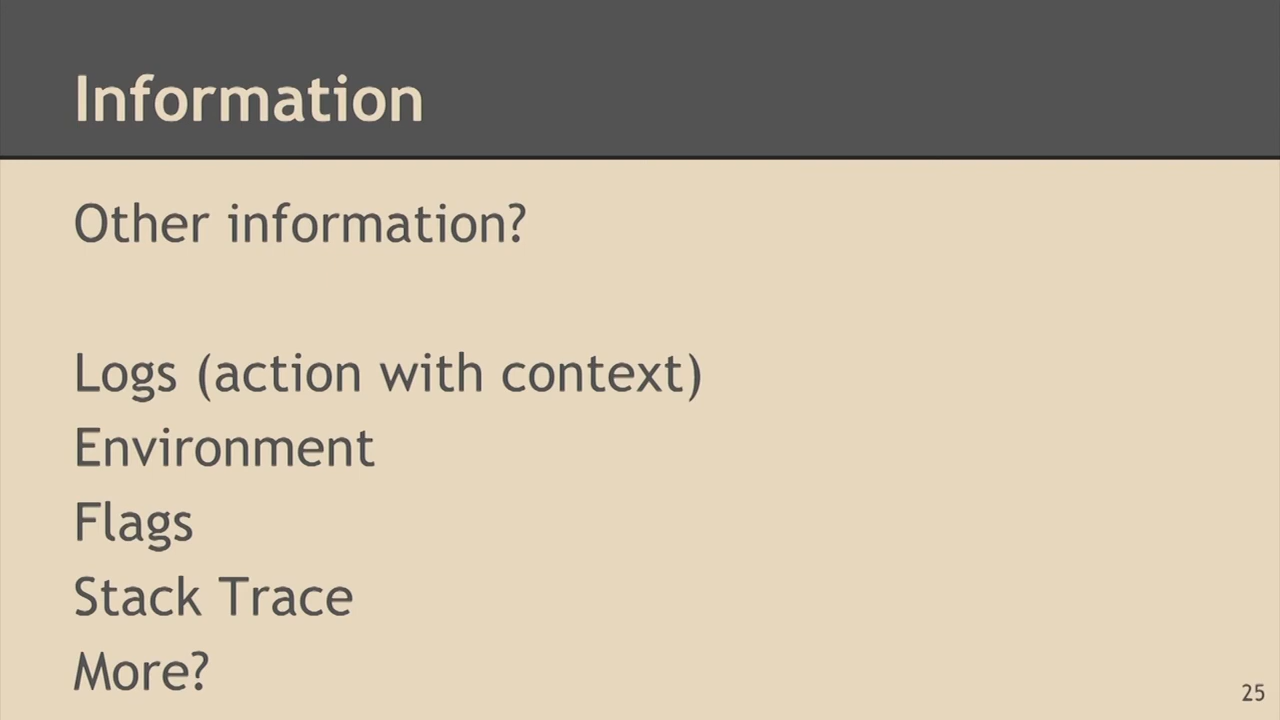 Information
Other information?
Logs (action with context)
Environment
Flags
Stack Trace
More?
25